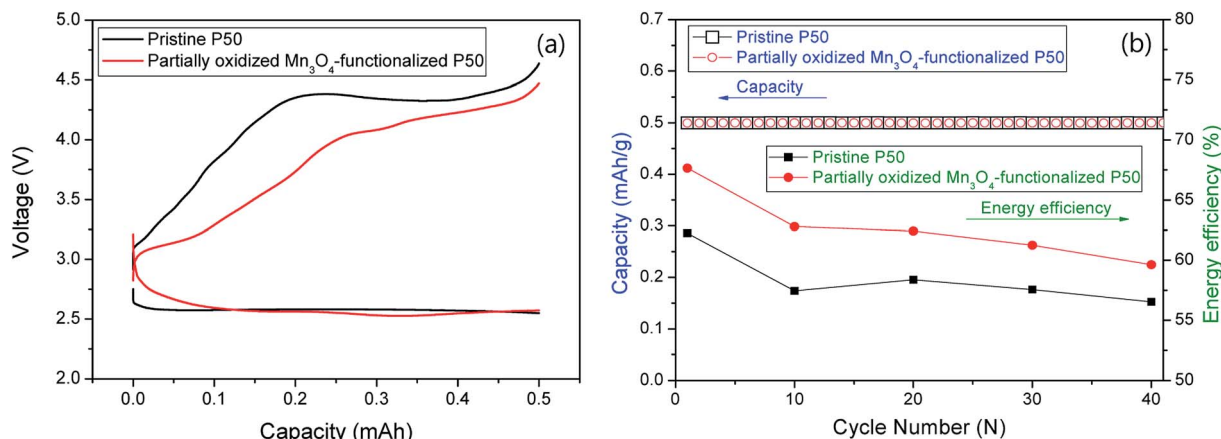 5.0
4.5
4.0
3.5
3.0
2.5
2.0
Voltage (V)
0.0 0.1 0.2 0.3 0.4 0.5
Capacity (mAh)
Pristine P50
Partially oxidized Mn₃O₄-functionalized P50
(a)
0.7
0.6
0.5
0.4
0.3
0.2
0.1
0.0
Capacity (mAh/g)
0 10 20 30 40
Cycle Number (N)
80
75
70
65
60
55
50
Energy efficiency (%)
Pristine P50
Partially oxidized Mn₃O₄-functionalized P50
(b)
Capacity
Pristine P50
Partially oxidized Mn₃O₄-functionalized P50
Energy efficiency